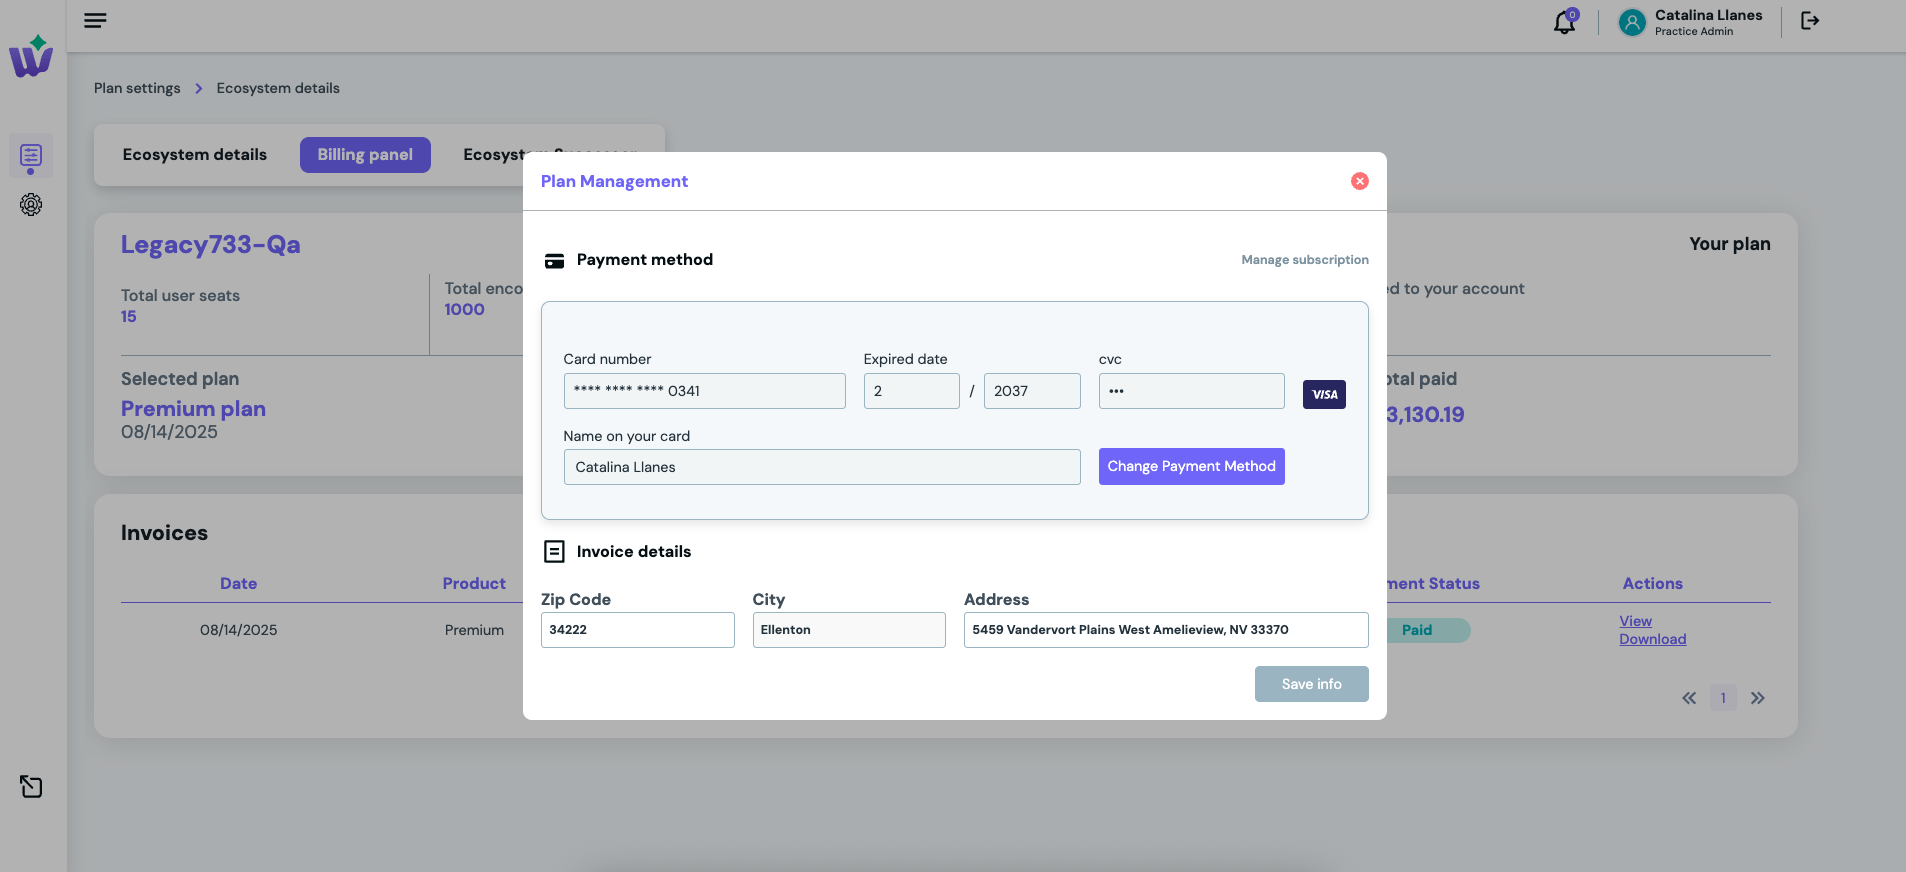 0
Catalina Llanes
Practice Admin
Plan settings
Ecosystem details
Ecosystem details
Billing panel
Legacy733-Qa
Total user seats
15
Total enco
1000
Selected plan
Premium plan
08/14/2025
Your plan
ed to your account
otal paid
3,130.19
Plan Management
Payment method
Manage subscription
Card number
Expired date
cvc
**** **** **** 0341
2
/
2037
•••
VISA
Name on your card
Catalina Llanes
Change Payment Method
Invoice details
Zip Code
City
Address
34222
Ellenton
5459 Vandervort Plains West Amelieview, NV 33370
Save info
Invoices
Date
Product
ment Status
Actions
08/14/2025
Premium
Paid
View
Download
1